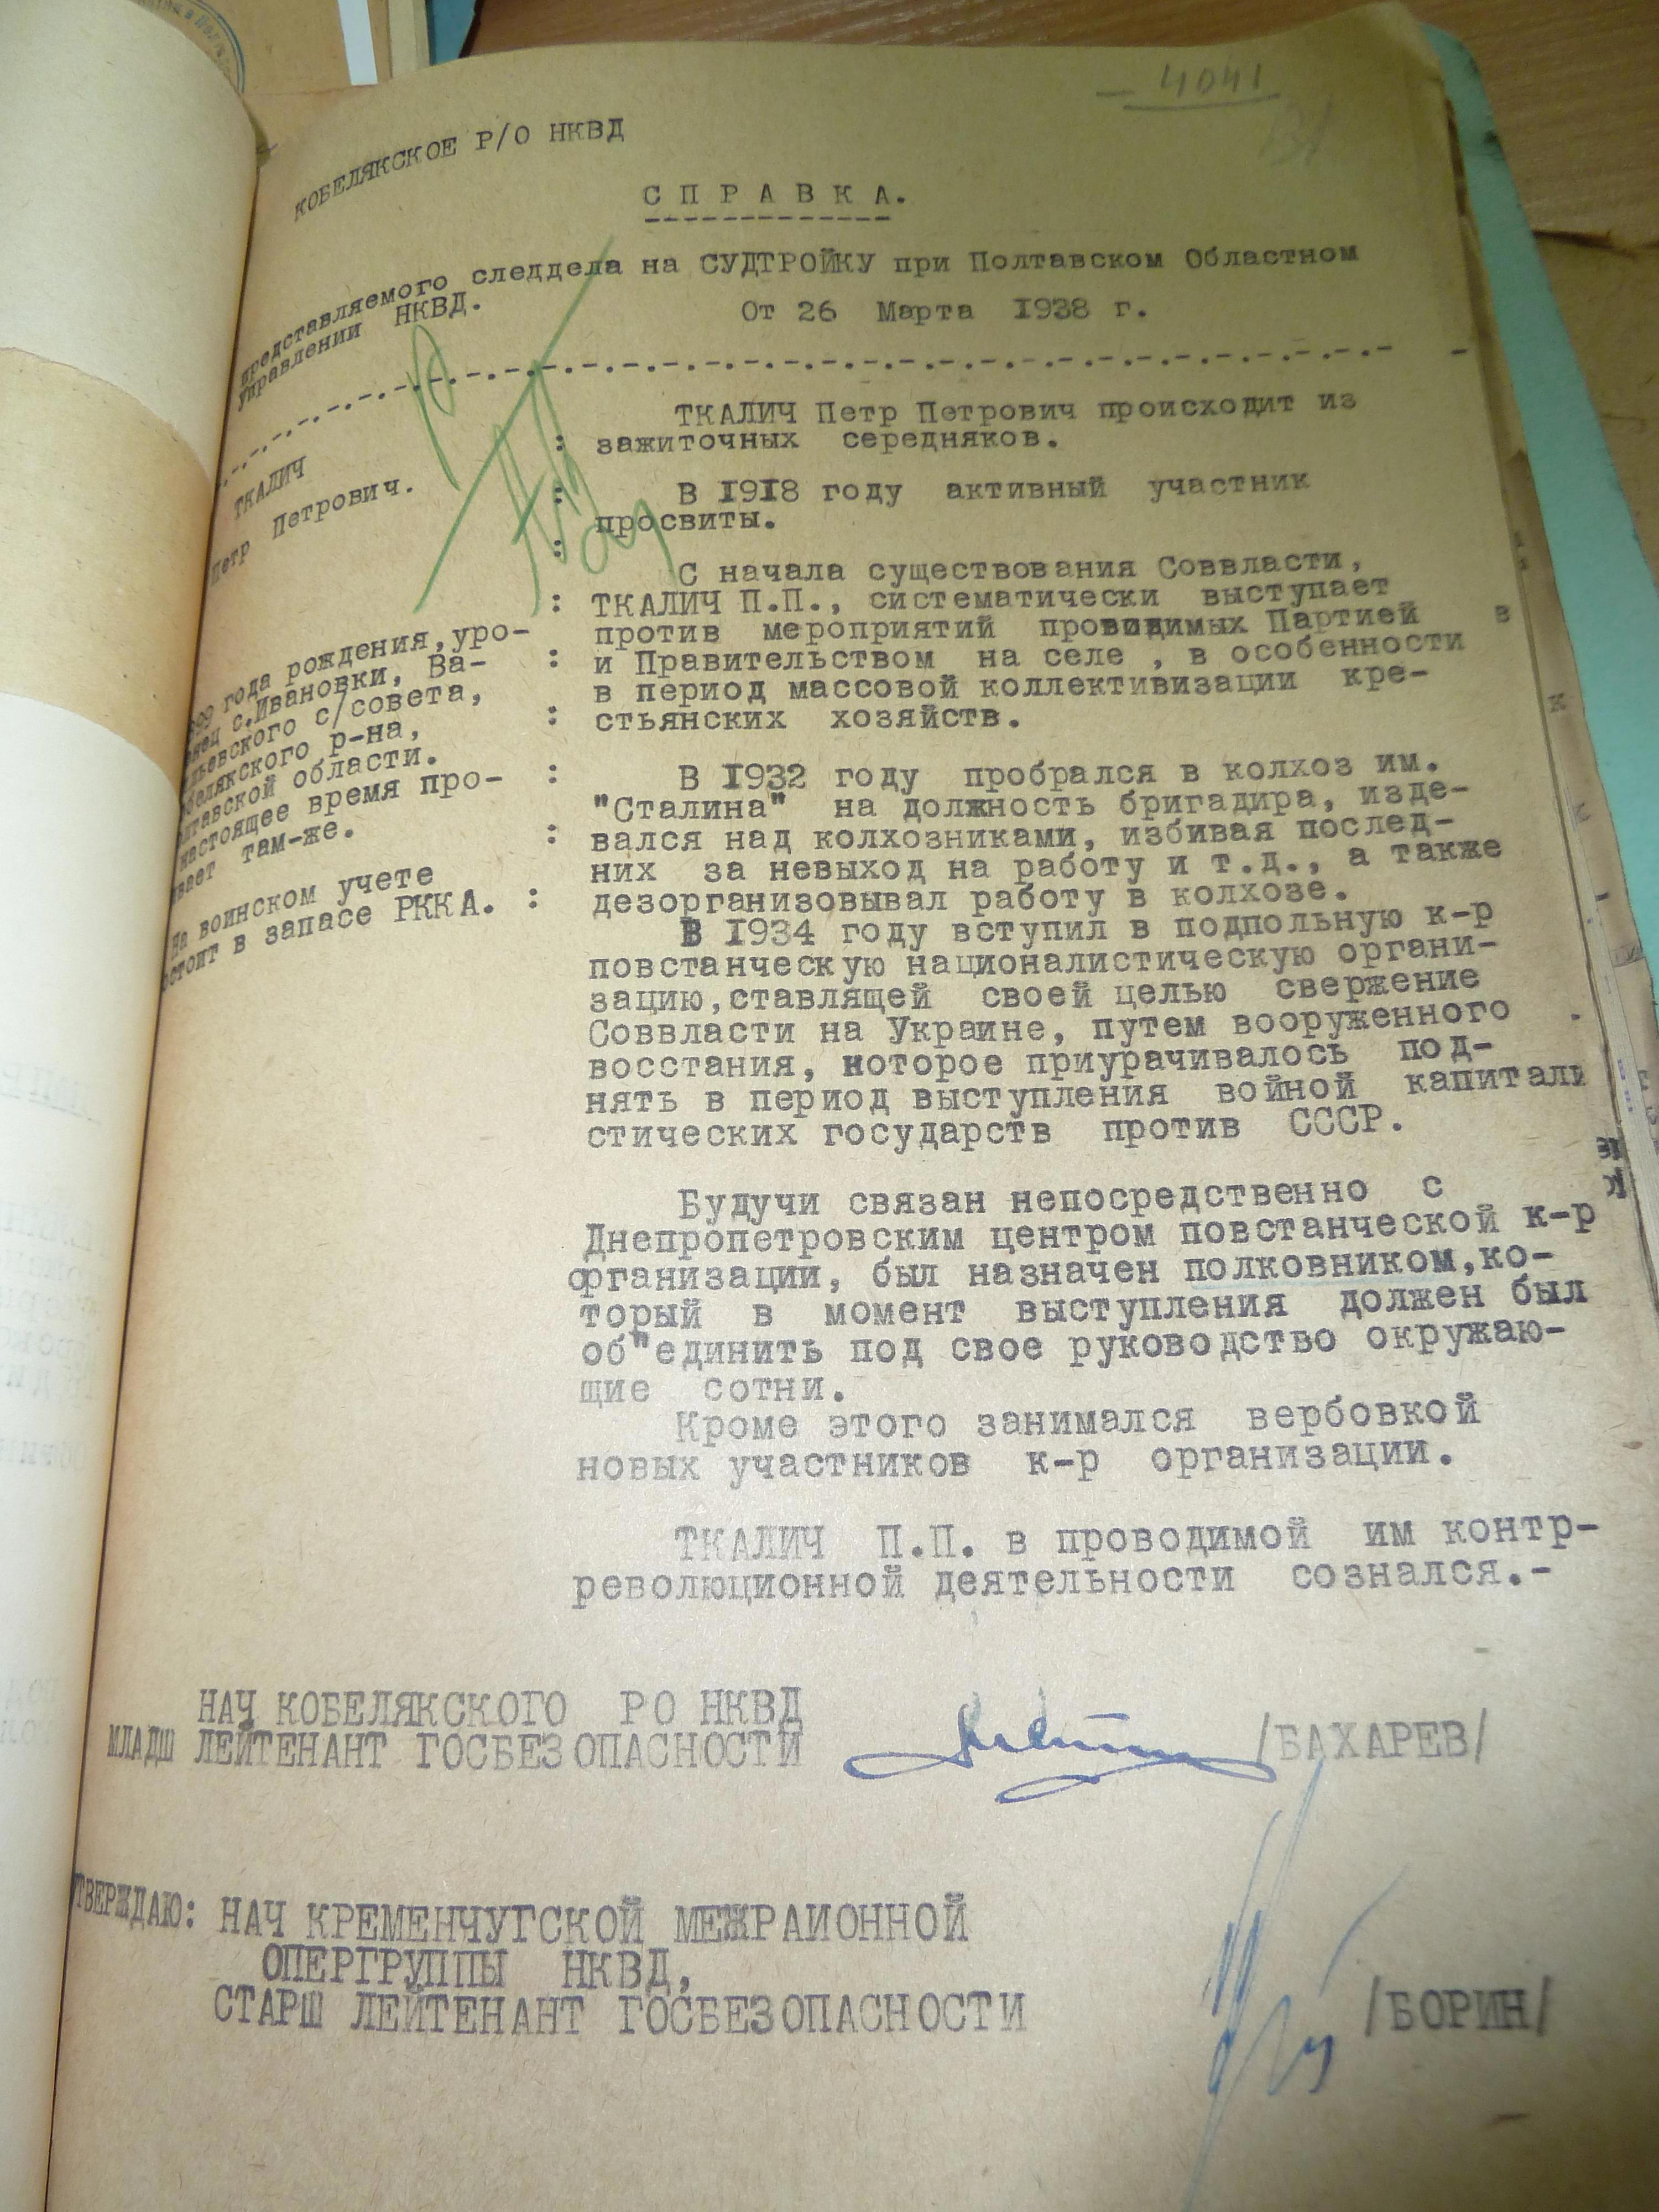 4041
КОБЕЛЯКСКОЕ Р/О НКВД
С П Р А В К А.
представляемого следдела на СУДТРОЙКУ при Полтавском Областном
управлении НКВД.
От 26 Марта 1938 г.
ТКАЛИЧ
Петр Петрович.
899 года рождения, уро-
енец с.Ивановки, Ва-
льевского с/совета,
обелякского р-на,
лтавской области.
настоящее время про-
ивает там-же.
На воинском учете
остоит в запасе РККА.
ТКАЛИЧ Петр Петрович происходит из
: зажиточных середняков.
: В 1918 году активный участник
просвиты.
:
С начала существования Соввласти,
: ТКАЛИЧ П.П., систематически выступает
против мероприятий проводимых Партией в
: и Правительством на селе , в особенности
в период массовой коллективизации кре-
: стьянских хозяйств.
: В 1932 году пробрался в колхоз им.
"Сталина" на должность бригадира, изде-
: вался над колхозниками, избивая послед-
них за невыход на работу и т.д., а также
: дезорганизовывал работу в колхозе.
В 1934 году вступил в подпольную к-р
повстанческую националистическую органи-
зацию,ставлящей своей целью свержение
Соввласти на Украине, путем вооруженного
восстания, которое приурачивалось под-
нять в период выступления войной капитали
стических государств против СССР.
Будучи связан непосредственно с
Днепропетровским центром повстанческой к-р
организации, был назначен полковником,ко-
торый в момент выступления должен был
об"единить под свое руководство окружаю-
щие сотни.
Кроме этого занимался вербовкой
новых участников к-р организации.
ТКАЛИЧ П.П. в проводимой им контр-
революционной деятельности сознался.-
НАЧ КОБЕЛЯКСКОГО РО НКВД
МЛАДШ ЛЕЙТЕНАНТ ГОСБЕЗОПАСНОСТИ /БАХАРЕВ/
ТВЕРЖДАЮ: НАЧ КРЕМЕНЧУГСКОЙ МЕЖРАИОННОЙ
ОПЕРГРУППЫ НКВД,
СТАРШ ЛЕЙТЕНАНТ ГОСБЕЗОПАСНОСТИ /БОРИН/